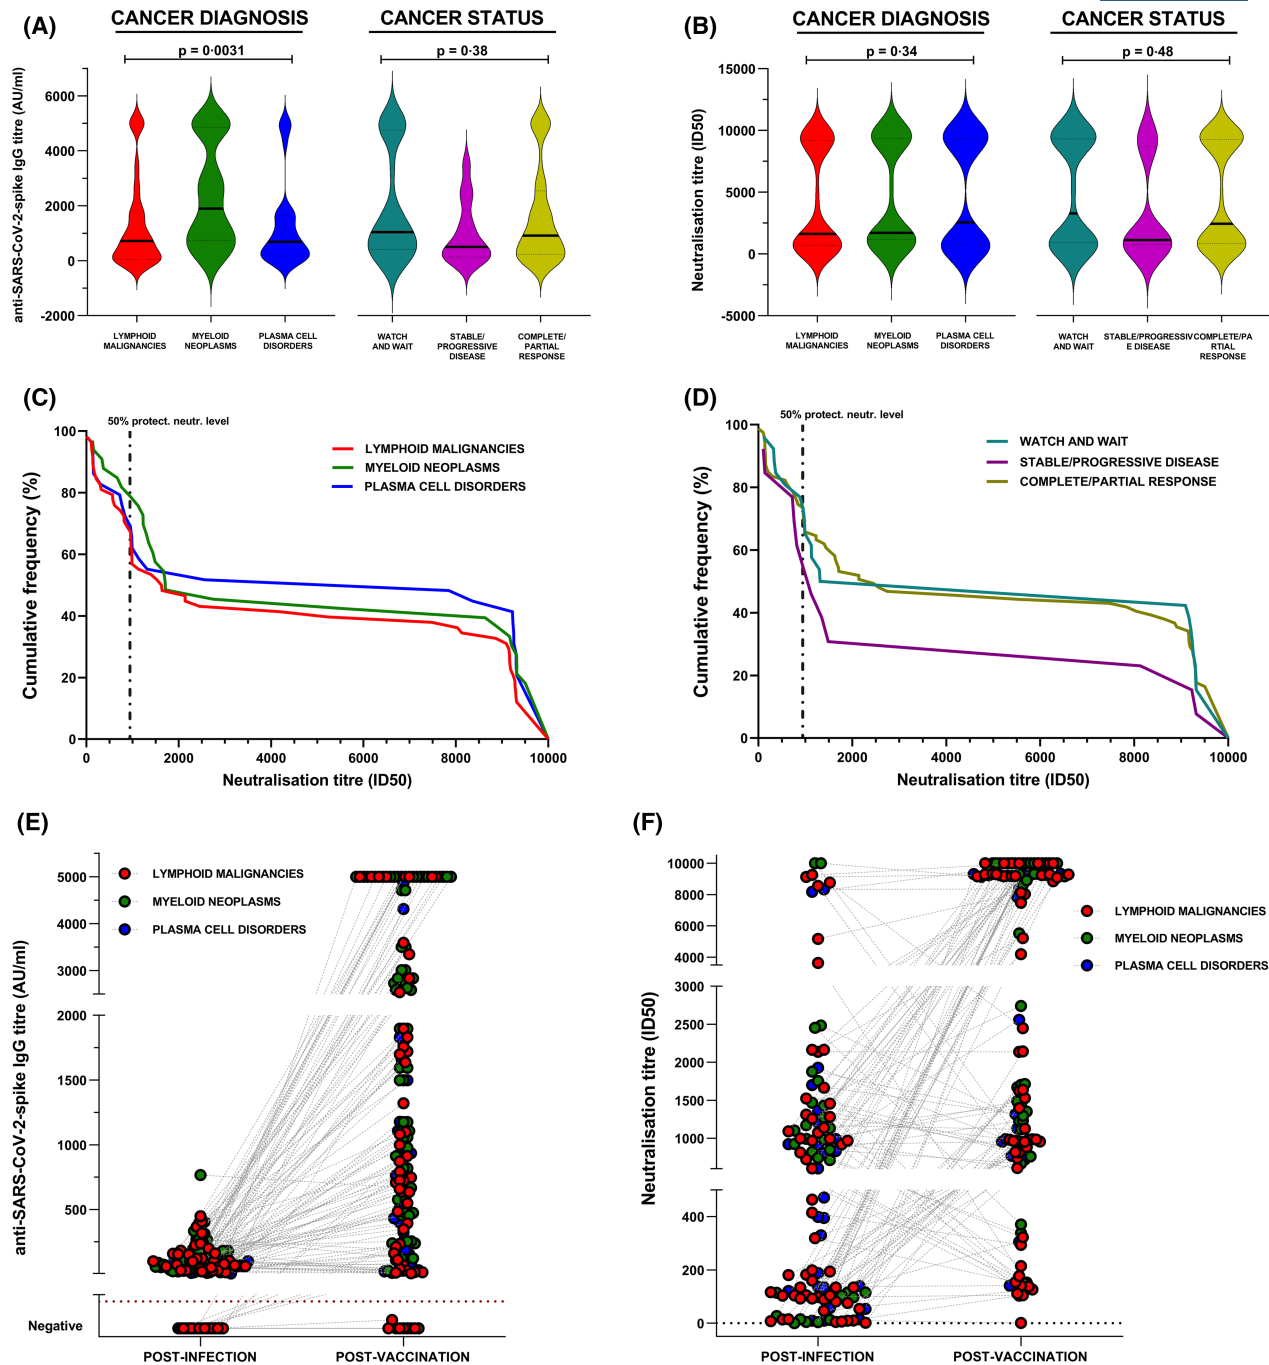 (A)
CANCER DIAGNOSIS
CANCER STATUS
p = 0·0031
p = 0·38
anti-SARS-CoV-2-spike IgG titre (AU/ml)
6000
4000
2000
0
-2000
LYMPHOID
MALIGNANCIES
MYELOID
NEOPLASMS
PLASMA CELL
DISORDERS
WATCH
AND WAIT
STABLE/
PROGRESSIVE
DISEASE
COMPLETE/
PARTIAL
RESPONSE
(B)
CANCER DIAGNOSIS
CANCER STATUS
p = 0·34
p = 0·48
Neutralisation titre (ID50)
15000
10000
5000
0
-5000
LYMPHOID
MALIGNANCIES
MYELOID
NEOPLASMS
PLASMA CELL
DISORDERS
WATCH
AND WAIT
STABLE/PROGRESSIV
E DISEASE
COMPLETE/PA
RTIAL
RESPONSE
(C)
50% protect. neutr. level
LYMPHOID MALIGNANCIES
MYELOID NEOPLASMS
PLASMA CELL DISORDERS
Cumulative frequency (%)
100
80
60
40
20
0
0 2000 4000 6000 8000 10000
Neutralisation titre (ID50)
(D)
50% protect. neutr. level
WATCH AND WAIT
STABLE/PROGRESSIVE DISEASE
COMPLETE/PARTIAL RESPONSE
Cumulative frequency (%)
100
80
60
40
20
0
0 2000 4000 6000 8000 10000
Neutralisation titre (ID50)
(E)
LYMPHOID MALIGNANCIES
MYELOID NEOPLASMS
PLASMA CELL DISORDERS
anti-SARS-CoV-2-spike IgG titre (AU/ml)
5000
4000
3000
2000
1500
1000
500
Negative
POST-INFECTION
POST-VACCINATION
(F)
LYMPHOID MALIGNANCIES
MYELOID NEOPLASMS
PLASMA CELL DISORDERS
Neutralisation titre (ID50)
10000
8000
6000
4000
3000
2500
2000
1500
1000
400
200
0
POST-INFECTION
POST-VACCINATION